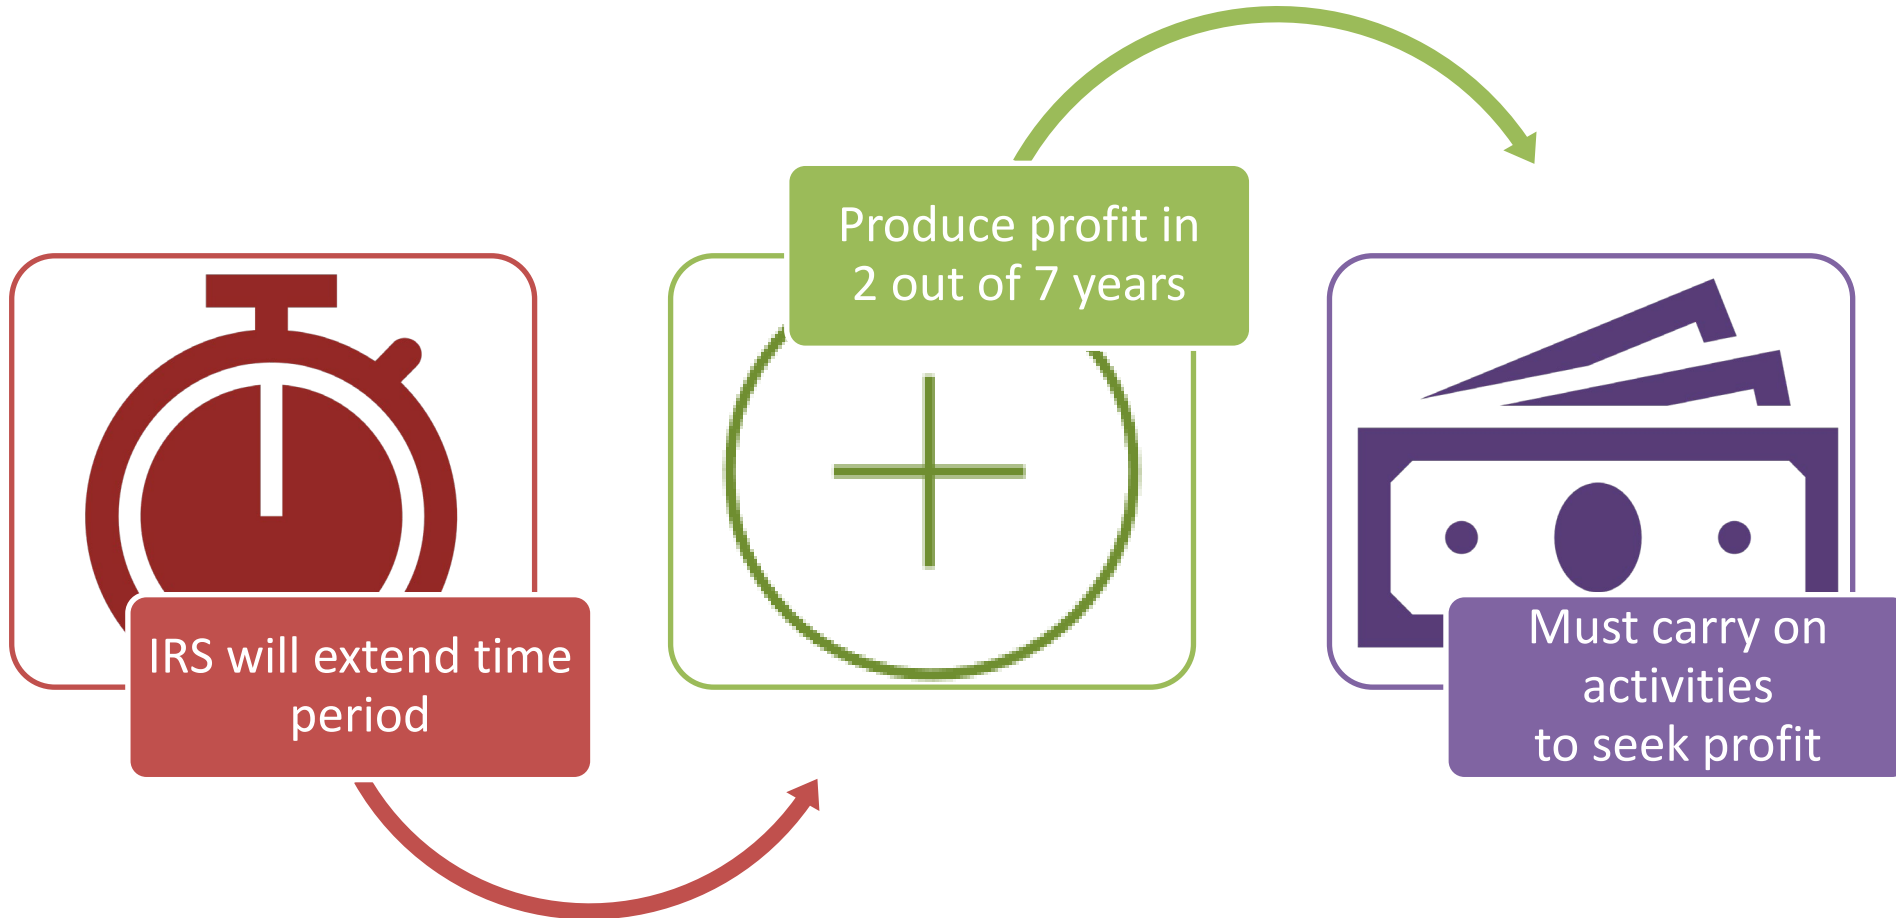 IRS will extend time
period
Produce profit in
2 out of 7 years
Must carry on
activities
to seek profit